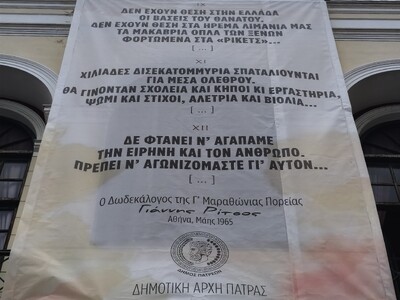 IX
ΔΕΝ ΕΧΟΥΝ ΘΕΣΗ ΣΤΗΝ ΕΛΛΑΔΑ
ΟΙ ΒΑΣΕΙΣ ΤΟΥ ΘΑΝΑΤΟΥ.
ΔΕΝ ΕΧΟΥΝ ΘΕΣΗ ΣΤΑ ΗΡΕΜΑ ΛΙΜΑΝΙΑ ΜΑΣ
ΤΑ ΜΑΚΑΒΡΙΑ ΟΠΛΑ ΤΩΝ ΞΕΝΩΝ
ΦΟΡΤΩΜΕΝΑ ΣΤΑ «ΡΙΚΕΤΣ»...
[...]
XI
ΧΙΛΙΑΔΕΣ ΔΙΣΕΚΑΤΟΜΜΥΡΙΑ ΣΠΑΤΑΛΙΟΥΝΤΑΙ
ΓΙΑ ΜΕΣΑ ΟΛΕΘΡΟΥ.
ΘΑ ΓΙΝΟΝΤΑΝ ΣΧΟΛΕΙΑ ΚΑΙ ΚΗΠΟΙ ΚΙ ΕΡΓΑΣΤΗΡΙΑ,
ΨΩΜΙ ΚΑΙ ΣΤΙΧΟΙ, ΑΛΕΤΡΙΑ ΚΑΙ ΒΙΟΛΙΑ...
[...]
XII
ΔΕ ΦΤΑΝΕΙ Ν' ΑΓΑΠΑΜΕ
ΤΗΝ ΕΙΡΗΝΗ ΚΑΙ ΤΟΝ ΑΝΘΡΩΠΟ.
ΠΡΕΠΕΙ Ν' ΑΓΩΝΙΖΟΜΑΣΤΕ ΓΙ' ΑΥΤΟΝ...
[...]
Ο Δωδεκάλογος της Γ' Μαραθώνιας Πορείας
Γιάννης Ρίτσος
Αθήνα, Μάης 1965
ΔΗΜΟΣ ΠΑΤΡΕΩΝ
ΔΗΜΟΤΙΚΗ ΑΡΧΗ ΠΑΤΡΑΣ